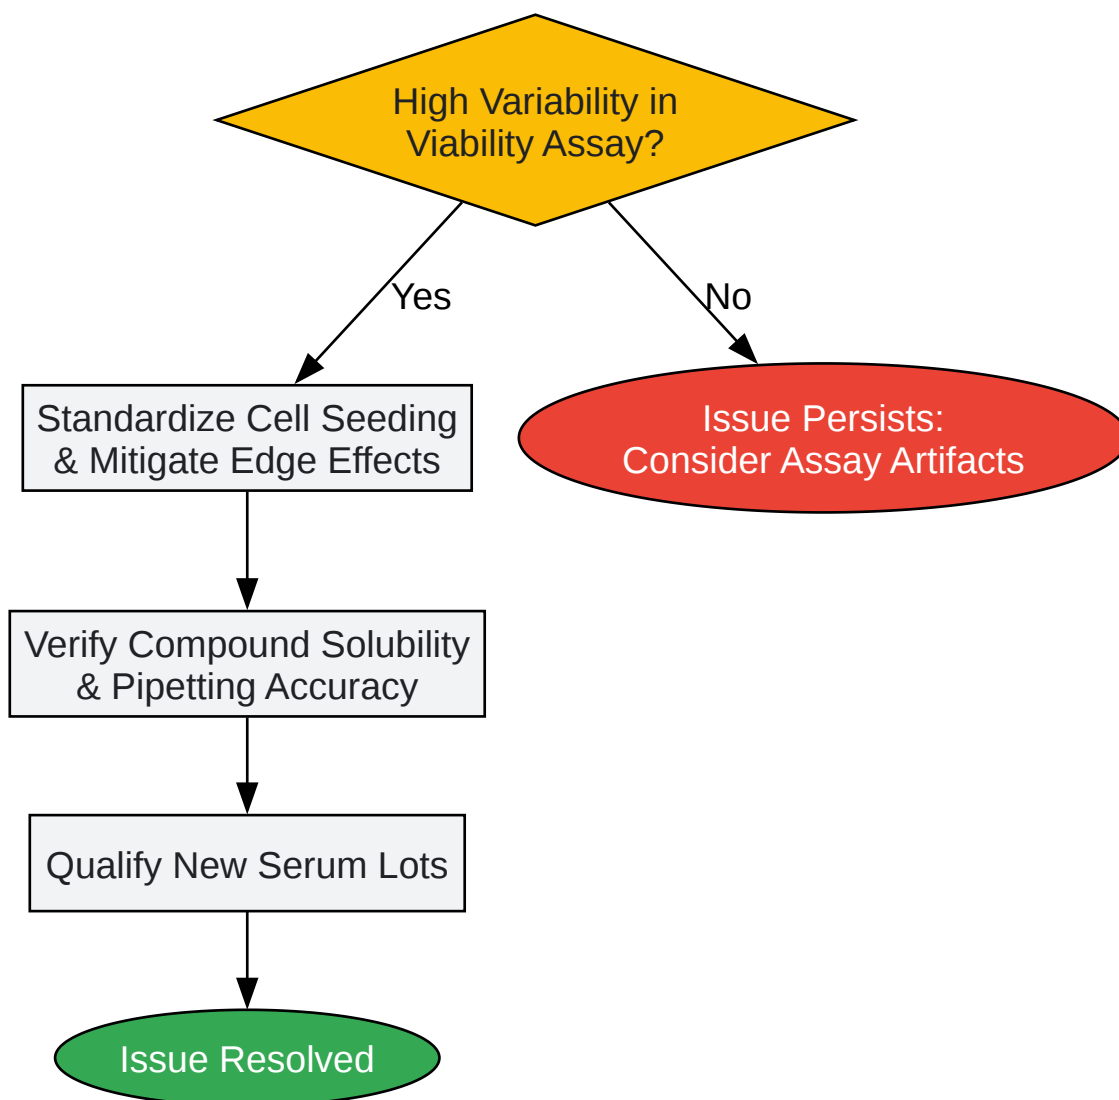 High Variability in
Viability Assay?
Yes
No
Standardize Cell Seeding
& Mitigate Edge Effects
Issue Persists:
Consider Assay Artifacts
Verify Compound Solubility
& Pipetting Accuracy
Qualify New Serum Lots
Issue Resolved